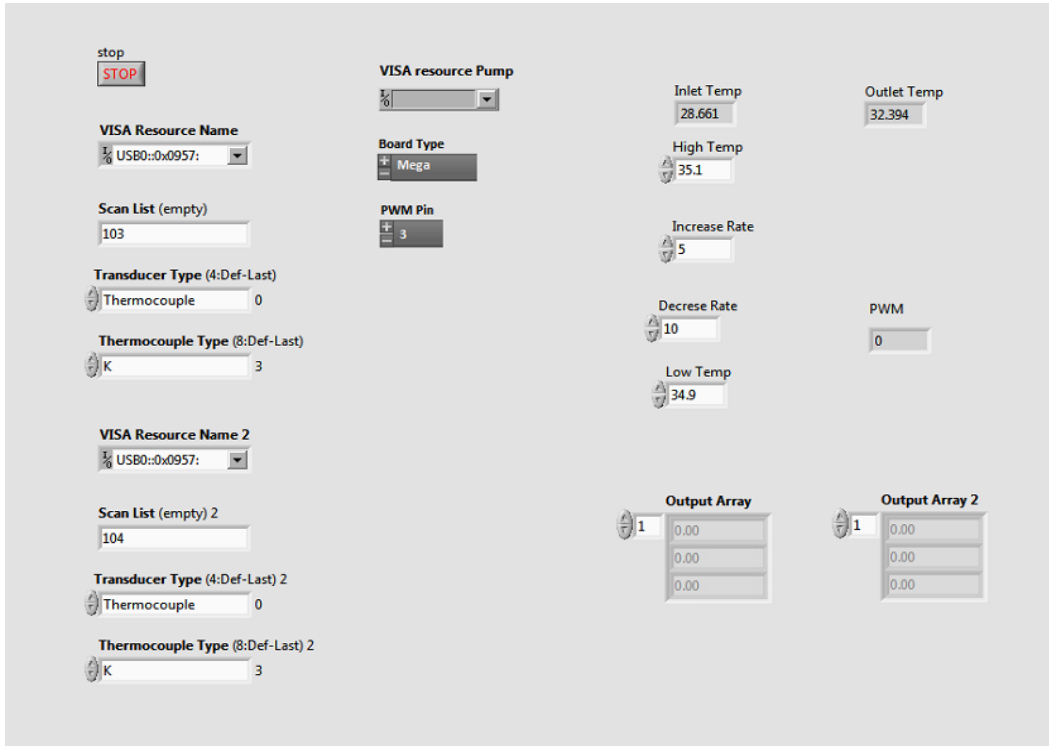 stop
STOP
VISA Resource Name
I/O USB0::0x0957:
Scan List (empty)
103
Transducer Type (4:Def-Last)
Thermocouple 0
Thermocouple Type (8:Def-Last)
K 3
VISA Resource Name 2
I/O USB0::0x0957:
Scan List (empty) 2
104
Transducer Type (4:Def-Last) 2
Thermocouple 0
Thermocouple Type (8:Def-Last) 2
K 3
VISA resource Pump
I/O
Board Type
Mega
PWM Pin
3
Inlet Temp
28.661
High Temp
35.1
Increase Rate
5
Decrese Rate
10
Low Temp
34.9
Outlet Temp
32.394
PWM
0
Output Array
1 0.00
0.00
0.00
Output Array 2
1 0.00
0.00
0.00